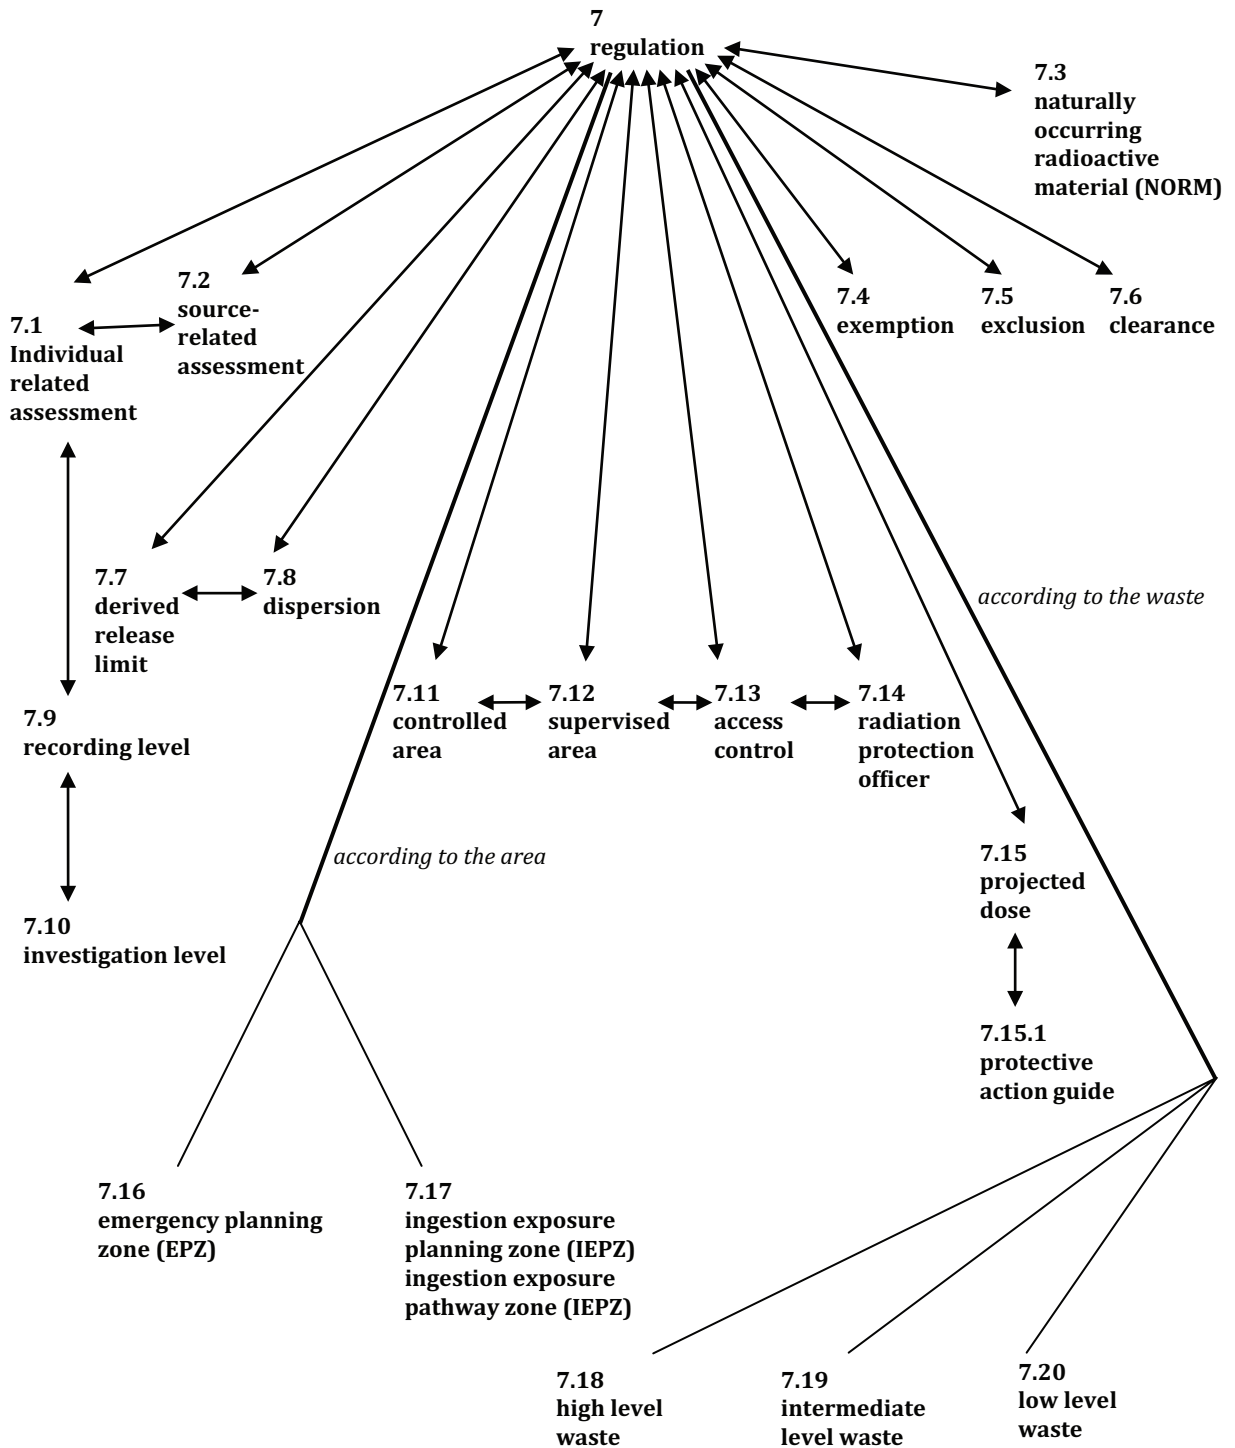 7
regulation
7.3
naturally
occurring
radioactive
material (NORM)
7.1
Individual
related
assessment
7.2
source-
related
assessment
7.4
exemption
7.5
exclusion
7.6
clearance
7.7
derived
release
limit
7.8
dispersion
according to the waste
7.9
recording level
7.11
controlled
area
7.12
supervised
area
7.13
access
control
7.14
radiation
protection
officer
according to the area
7.15
projected
dose
7.10
investigation level
7.15.1
protective
action guide
7.16
emergency planning
zone (EPZ)
7.17
ingestion exposure
planning zone (IEPZ)
ingestion exposure
pathway zone (IEPZ)
7.18
high level
waste
7.19
intermediate
level waste
7.20
low level
waste